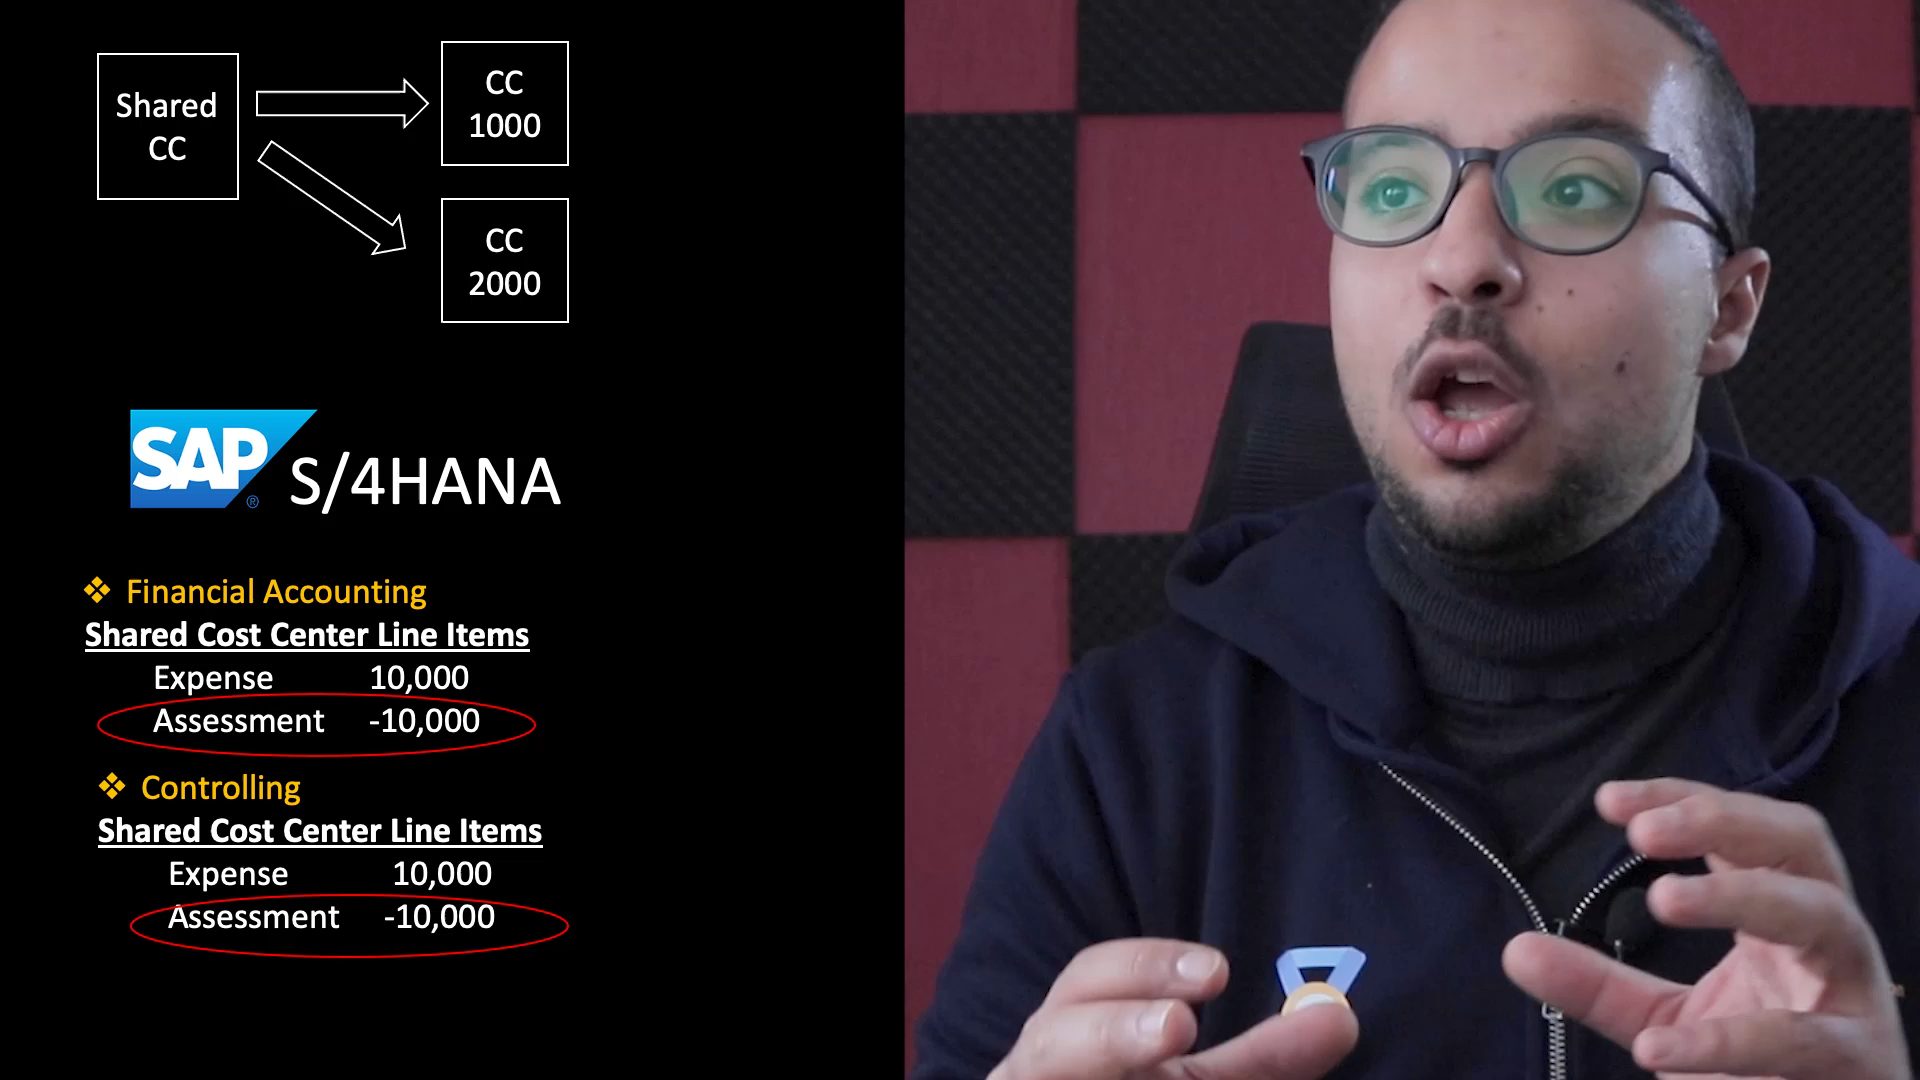 Shared
CC
CC
1000
CC
2000
SAP®
S/4HANA
❖ Financial Accounting
Shared Cost Center Line Items
Expense 10,000
Assessment -10,000
❖ Controlling
Shared Cost Center Line Items
Expense 10,000
Assessment -10,000